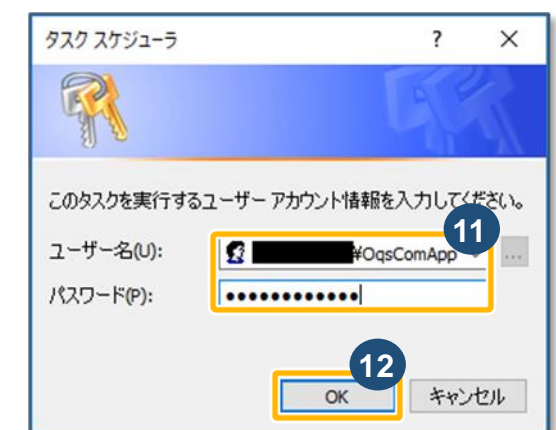 タスク スケジューラ
このタスクを実行するユーザー アカウント情報を入力してください。
11
ユーザー名(U):
¥OqsComApp
...
パスワード(P):
••••••••••••
12
OK
キャンセル